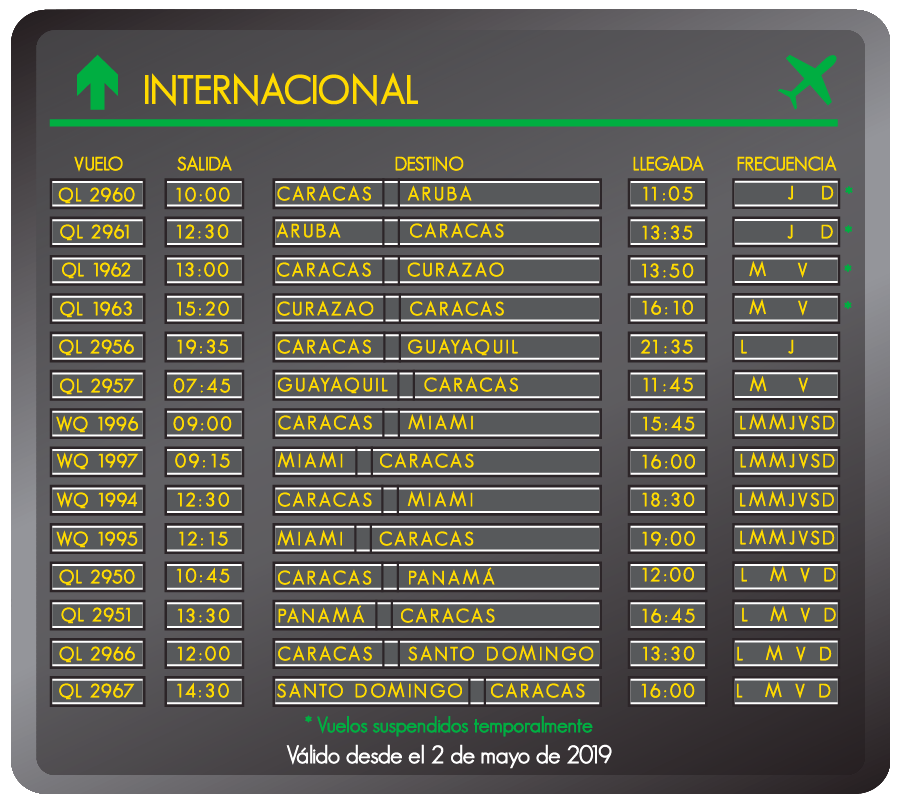 INTERNACIONAL
VUELO SALIDA DESTINO LLEGADA FRECUENCIA
QL 2960 10:00 CARACAS ARUBA 11:05 J D *
QL 2961 12:30 ARUBA CARACAS 13:35 J D *
QL 1962 13:00 CARACAS CURAZAO 13:50 M V *
QL 1963 15:20 CURAZAO CARACAS 16:10 M V *
QL 2956 19:35 CARACAS GUAYAQUIL 21:35 L J
QL 2957 07:45 GUAYAQUIL CARACAS 11:45 M V
WQ 1996 09:00 CARACAS MIAMI 15:45 LMMJVSD
WQ 1997 09:15 MIAMI CARACAS 16:00 LMMJVSD
WQ 1994 12:30 CARACAS MIAMI 18:30 LMMJVSD
WQ 1995 12:15 MIAMI CARACAS 19:00 LMMJVSD
QL 2950 10:45 CARACAS PANAMÁ 12:00 L M V D
QL 2951 13:30 PANAMÁ CARACAS 16:45 L M V D
QL 2966 12:00 CARACAS SANTO DOMINGO 13:30 L M V D
QL 2967 14:30 SANTO DOMINGO CARACAS 16:00 L M V D
* Vuelos suspendidos temporalmente
Válido desde el 2 de mayo de 2019